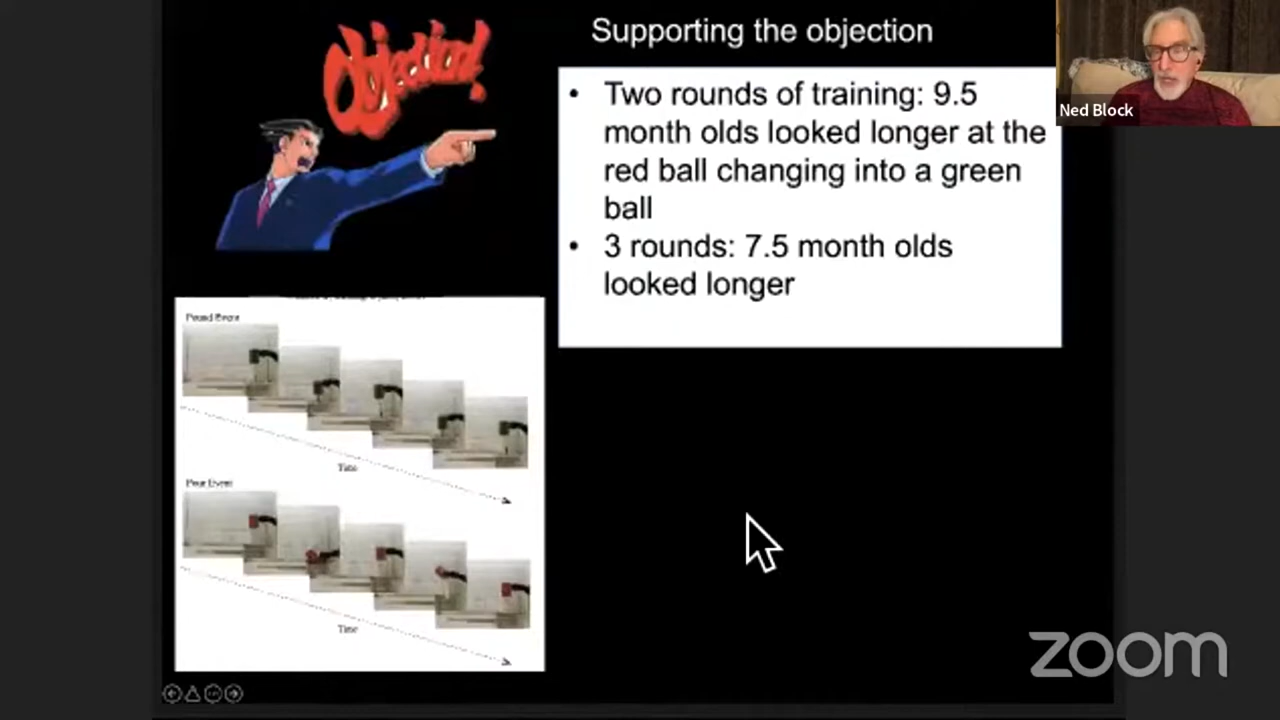 Objection!
Supporting the objection
Ned Block
• Two rounds of training: 9.5
month olds looked longer at the
red ball changing into a green
ball
• 3 rounds: 7.5 month olds
looked longer
Pound Event
Time
Pour Event
Time
zoom